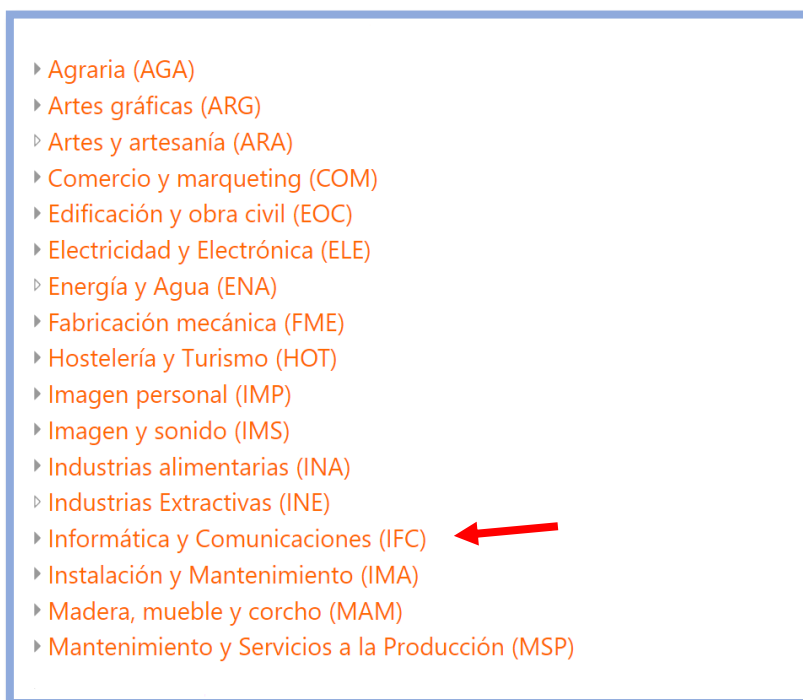 Agraria (AGA)
Artes gráficas (ARG)
Artes y artesanía (ARA)
Comercio y marqueting (COM)
Edificación y obra civil (EOC)
Electricidad y Electrónica (ELE)
Energía y Agua (ENA)
Fabricación mecánica (FME)
Hostelería y Turismo (HOT)
Imagen personal (IMP)
Imagen y sonido (IMS)
Industrias alimentarias (INA)
Industrias Extractivas (INE)
Informática y Comunicaciones (IFC)
Instalación y Mantenimiento (IMA)
Madera, mueble y corcho (MAM)
Mantenimiento y Servicios a la Producción (MSP)